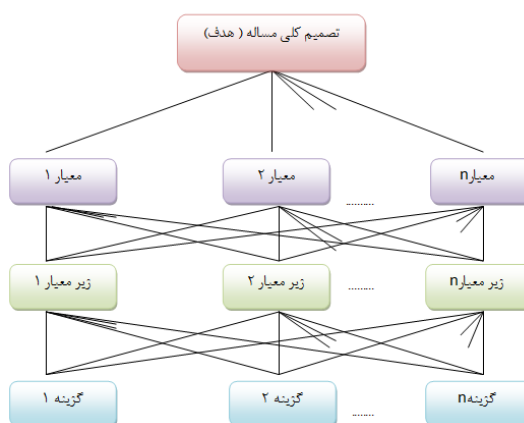 تصمیم کلی مساله ( هدف)
معیار ۱
معیار ۲
..........
معیارn
زیر معیار ۱
زیر معیار ۲
.........
زیر معیارn
گزینه ۱
گزینه ۲
........
گزینهn